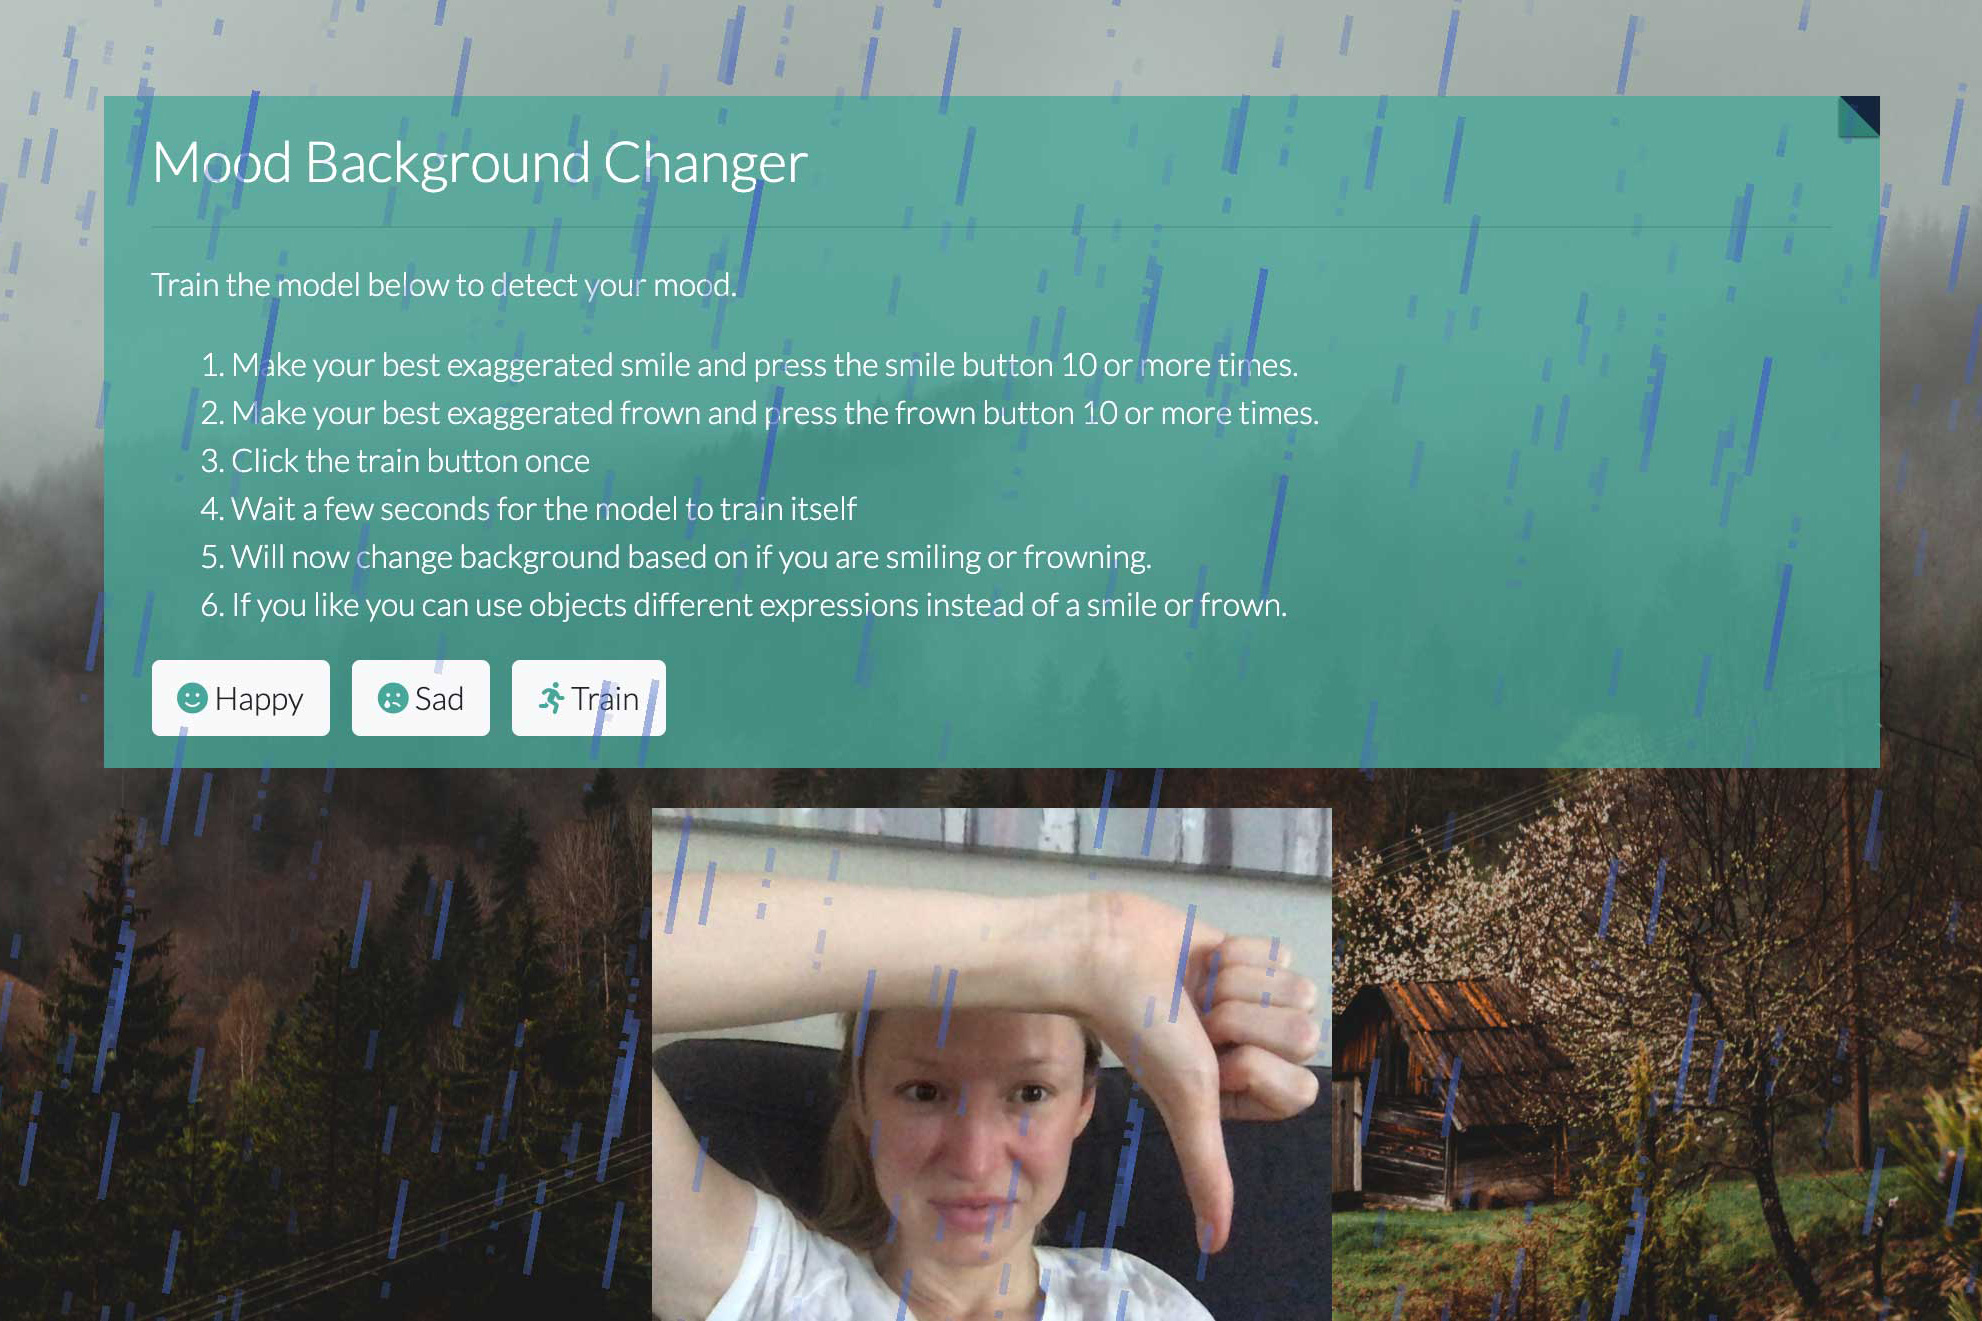 Mood Background Changer
Train the model below to detect your mood.
1. Make your best exaggerated smile and press the smile button 10 or more times.
2. Make your best exaggerated frown and press the frown button 10 or more times.
3. Click the train button once
4. Wait a few seconds for the model to train itself
5. Will now change background based on if you are smiling or frowning.
6. If you like you can use objects different expressions instead of a smile or frown.
Happy Sad Train